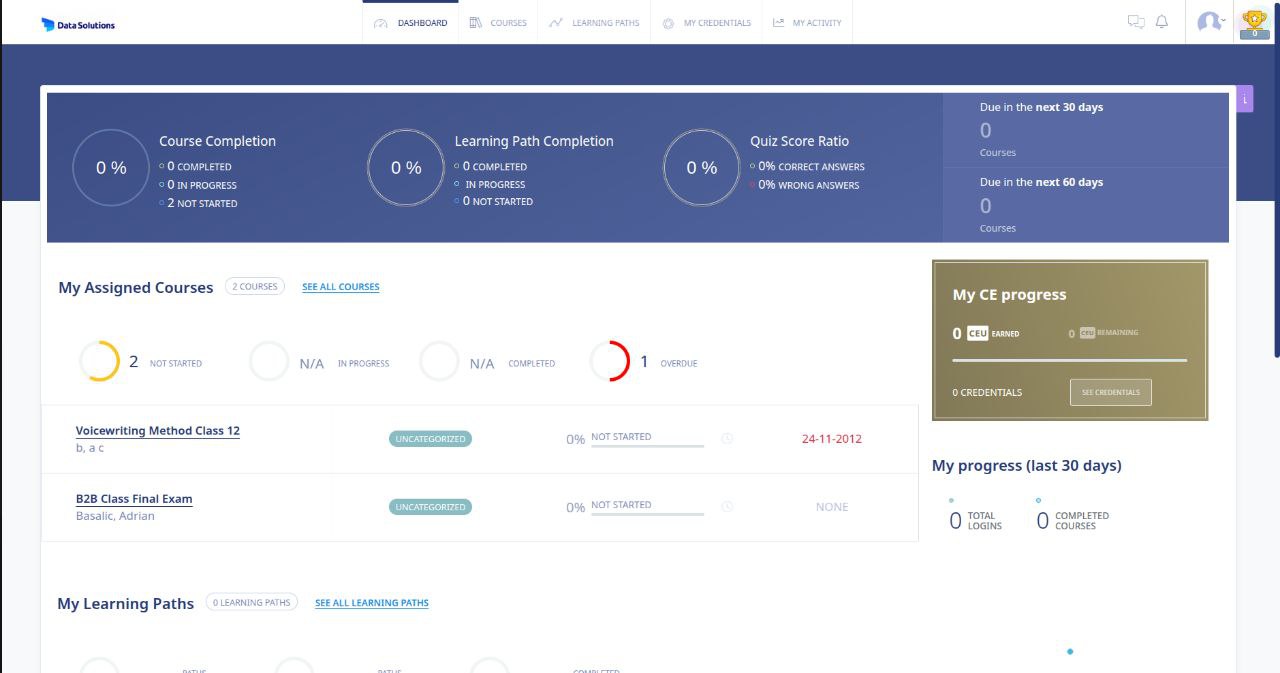 Data Solutions
DASHBOARD
COURSES
LEARNING PATHS
MY CREDENTIALS
MY ACTIVITY
0
i
0 %
Course Completion
0 COMPLETED
0 IN PROGRESS
2 NOT STARTED
0 %
Learning Path Completion
0 COMPLETED
IN PROGRESS
0 NOT STARTED
0 %
Quiz Score Ratio
0% CORRECT ANSWERS
0% WRONG ANSWERS
Due in the next 30 days
0
Courses
Due in the next 60 days
0
Courses
My Assigned Courses
2 COURSES
SEE ALL COURSES
2 NOT STARTED
N/A IN PROGRESS
N/A COMPLETED
1 OVERDUE
Voicewriting Method Class 12
b, a c
UNCATEGORIZED
0% NOT STARTED
24-11-2012
B2B Class Final Exam
Basalic, Adrian
UNCATEGORIZED
0% NOT STARTED
NONE
My CE progress
0 CEU EARNED
0 CEU REMAINING
0 CREDENTIALS
SEE CREDENTIALS
My progress (last 30 days)
0 TOTAL
LOGINS
0 COMPLETED
COURSES
My Learning Paths
0 LEARNING PATHS
SEE ALL LEARNING PATHS
PATHS
PATHS
COMPLETED